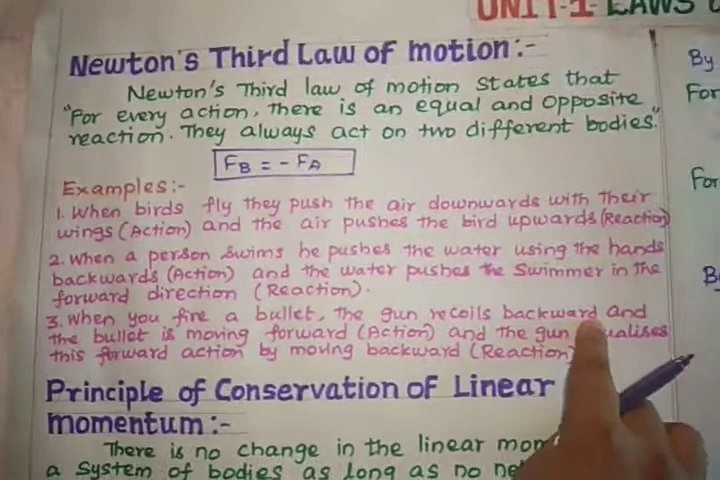 UNIT-1- LAWS
Newton's Third Law of motion:-
Newton's Third law of motion states that
"For every action, There is an equal and opposite
reaction. They always act on two different bodies."
FB = - FA
Examples:-
1. When birds fly they push the air downwards with their
wings (Action) and the air pushes the bird upwards (Reaction)
2. When a person swims he pushes the water using the hands
backwards (Action) and the water pushes the swimmer in the
forward direction (Reaction).
3. When you fire a bullet, the gun recoils backward and
the bullet is moving forward (Action) and the gun
this forward action by moving backward (Reaction)
Principle of Conservation of Linear
momentum:-
There is no change in the linear
a system of bodies as long as no
By
For
For